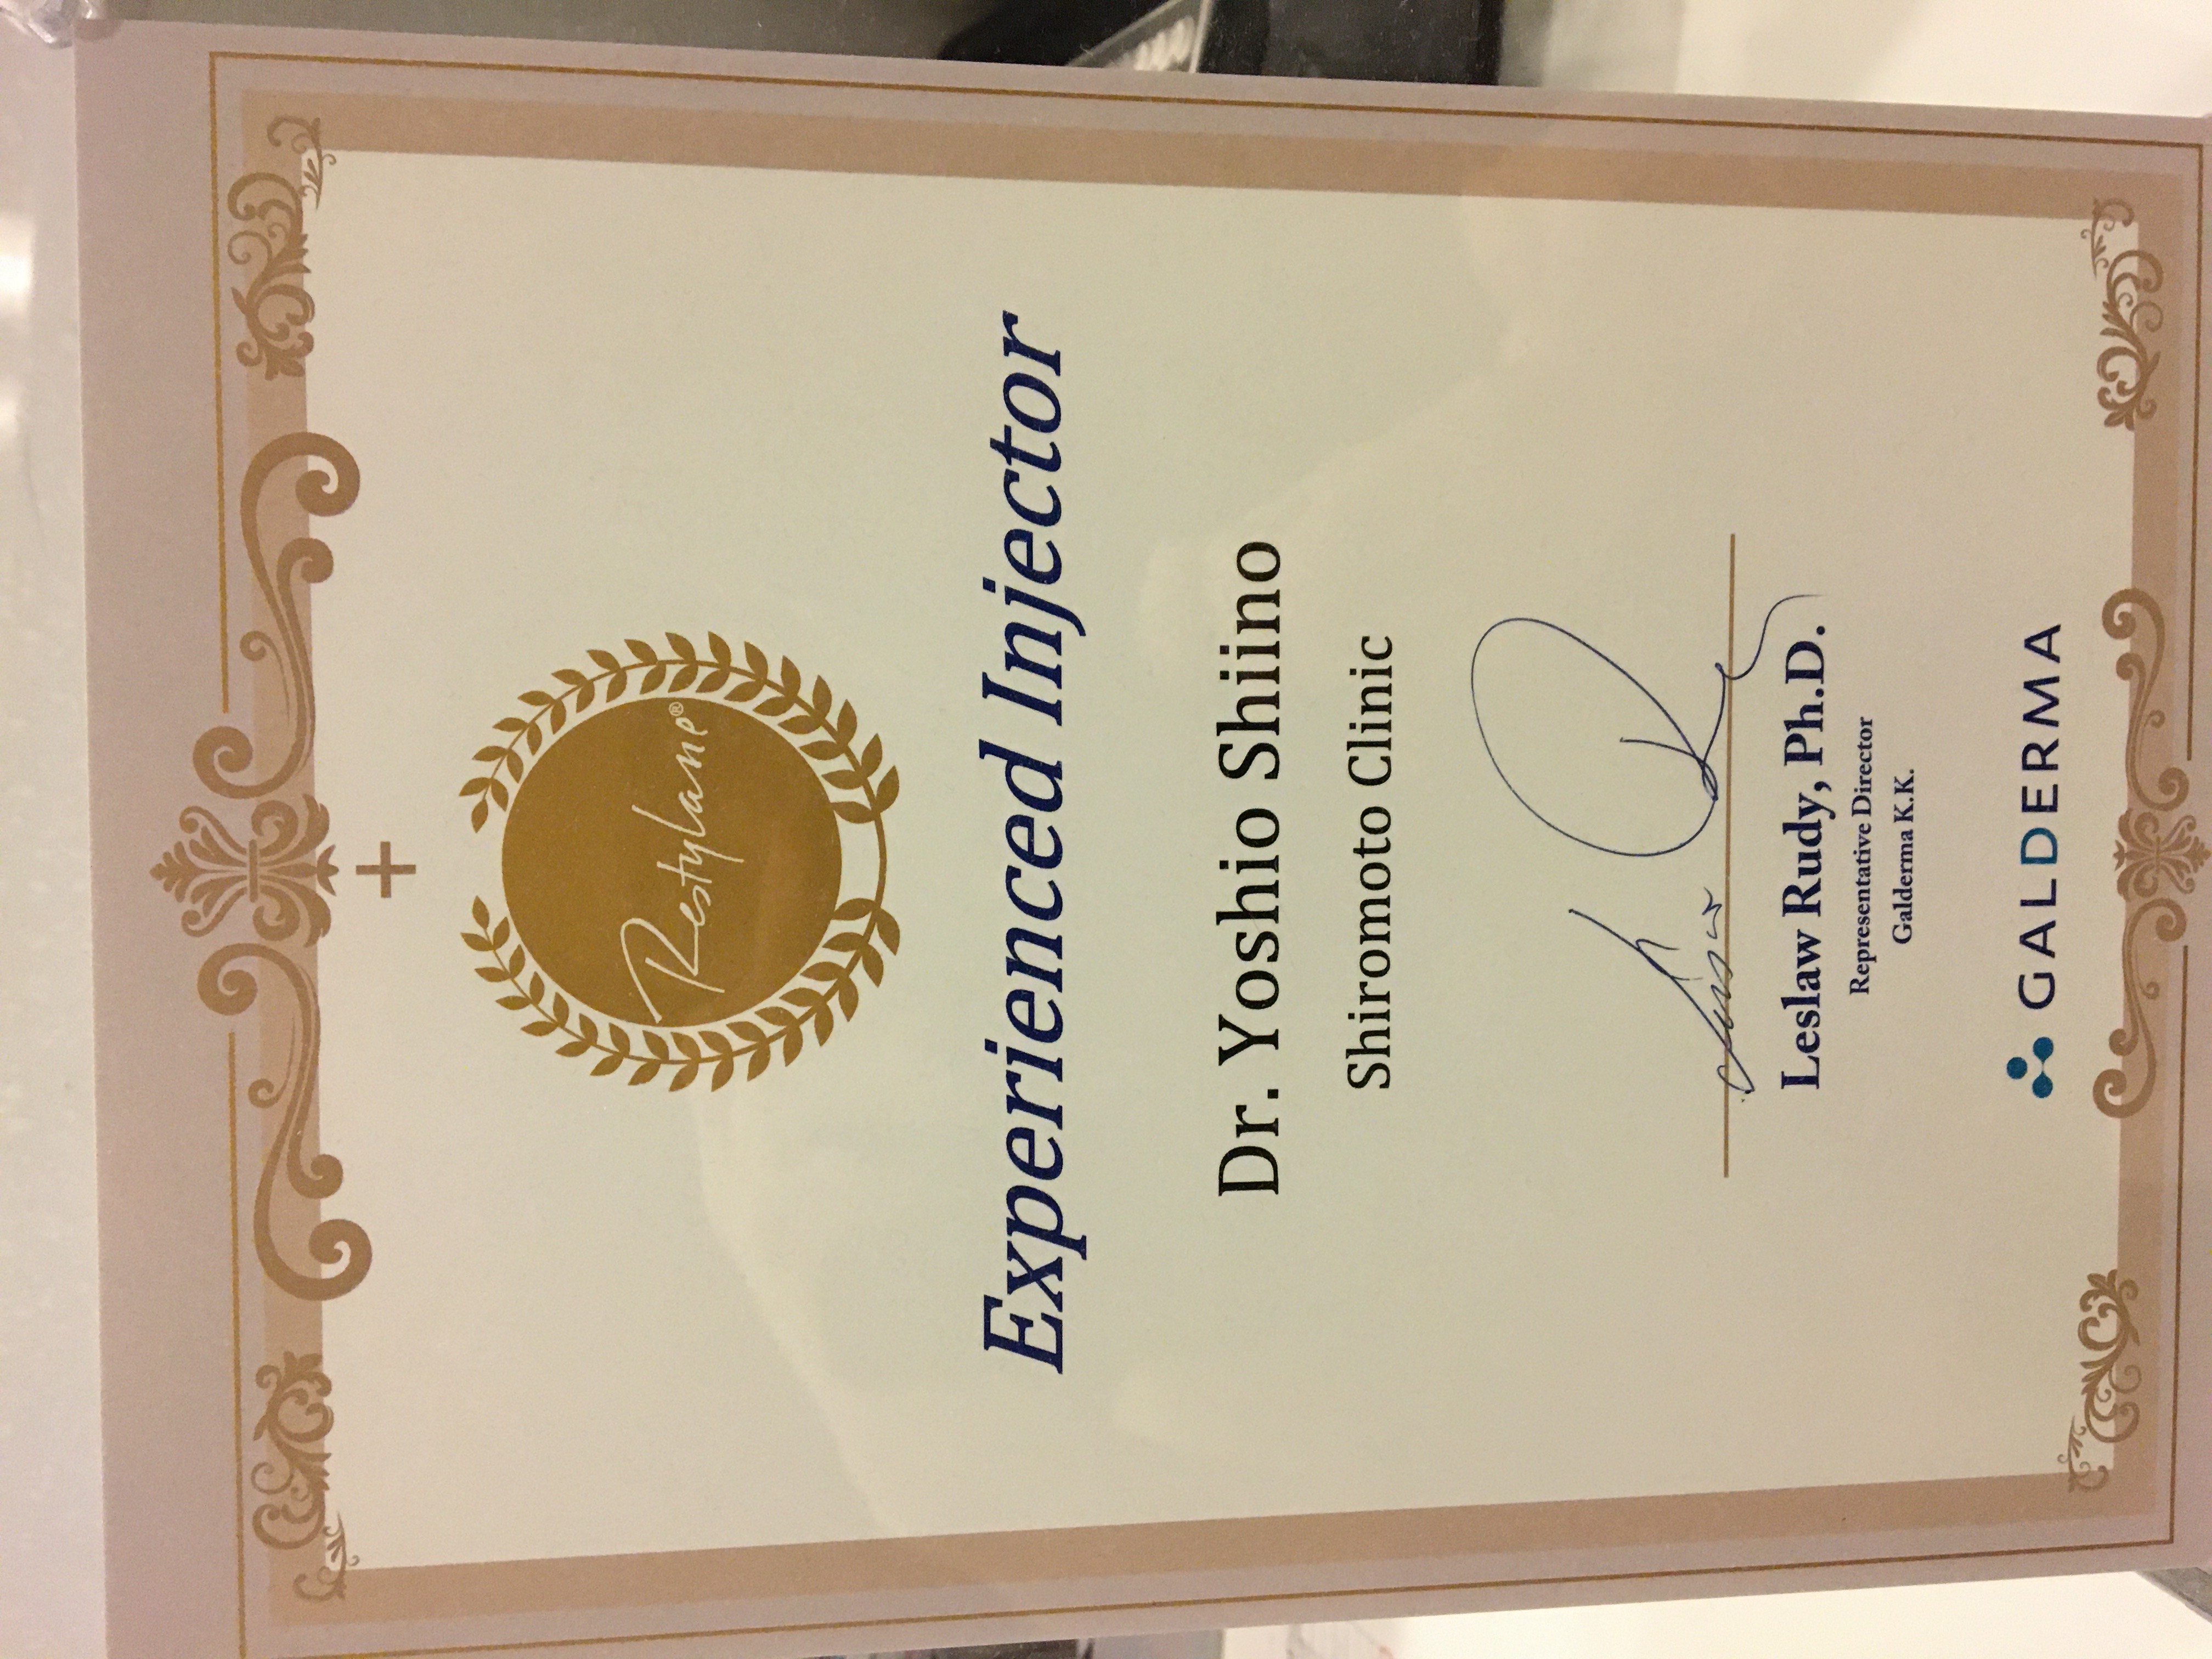 Restylane®
Experienced Injector
Dr. Yoshio Shiino
Shiromoto Clinic
Leslaw Rudy, Ph.D.
Representative Director
Galderma K.K.
GALDERMA